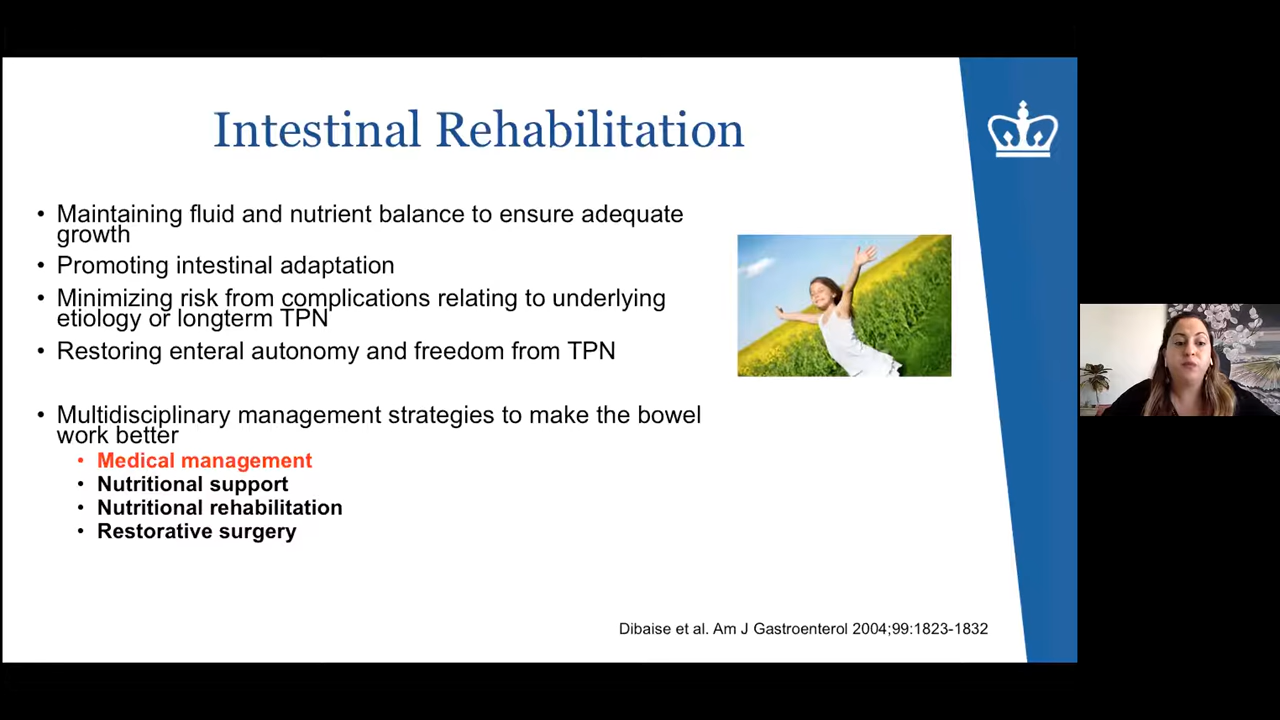 Intestinal Rehabilitation
• Maintaining fluid and nutrient balance to ensure adequate
growth
• Promoting intestinal adaptation
• Minimizing risk from complications relating to underlying
etiology or longterm TPN
• Restoring enteral autonomy and freedom from TPN
• Multidisciplinary management strategies to make the bowel
work better
• Medical management
• Nutritional support
• Nutritional rehabilitation
• Restorative surgery
Dibaise et al. Am J Gastroenterol 2004;99:1823-1832